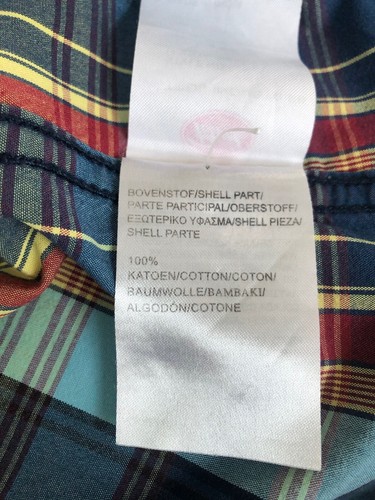 BOVENSTOF/SHELL PART/
PARTE PARTICIPAL/OBERSTOFF/
ΕΞΩΤΕΡΙΚΟ ΥΦΑΣΜΑ/SHELL PIEZA/
SHELL PARTE
100%
KATOEN/COTTON/COTON/
BAUMWOLLE/BAMBAKI/
ALGODÓN/COTONE